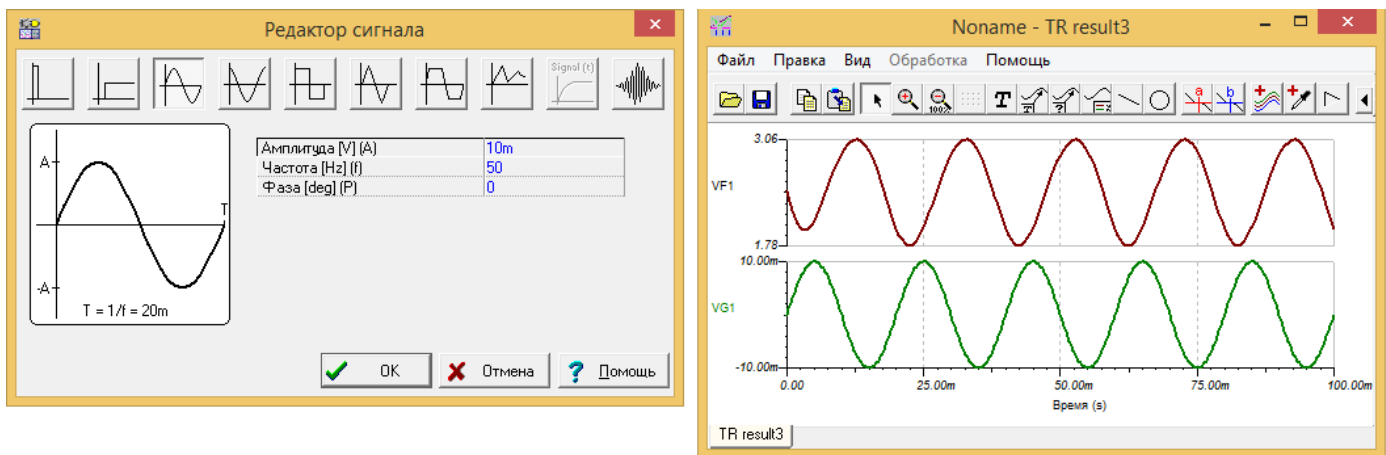 Редактор сигнала
Signal (t)
A
T
-A
T = 1/f = 20m
Амплитуда [V] (A) 10m
Частота [Hz] (f) 50
Фаза [deg] (P) 0
OK
Отмена
? Помощь
Noname - TR result3
Файл Правка Вид Обработка Помощь
100%
T
a
b
3.06
VF1
1.78
10.00m
VG1
-10.00m
0.00 25.00m 50.00m 75.00m 100.00m
Время (s)
TR result3